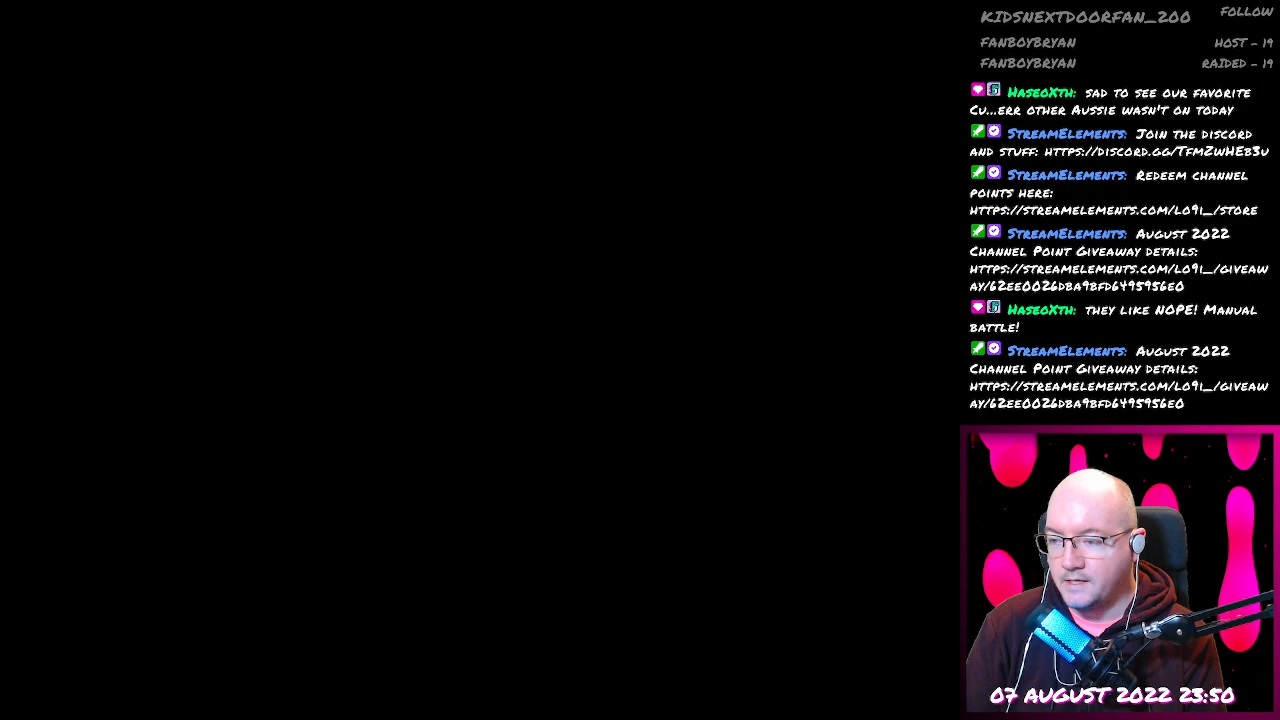 KIDSNEXTDOORFAN_200 FOLLOW
FANBOYBRYAN HOST - 19
FANBOYBRYAN RAIDED - 19
HaseoXth: sad to see our favorite
Cu...err other Aussie wasn't on today
StreamElements: Join the discord
and stuff: https://discord.gg/TfmZwHEb3u
StreamElements: Redeem channel
points here:
https://streamelements.com/lo9i_/store
StreamElements: August 2022
Channel Point Giveaway details:
https://streamelements.com/lo9i_/giveaw
ay/62ee0026dba9bfd6495956e0
HaseoXth: they like NOPE! Manual
battle!
StreamElements: August 2022
Channel Point Giveaway details:
https://streamelements.com/lo9i_/giveaw
ay/62ee0026dba9bfd6495956e0
07 AUGUST 2022 23:50